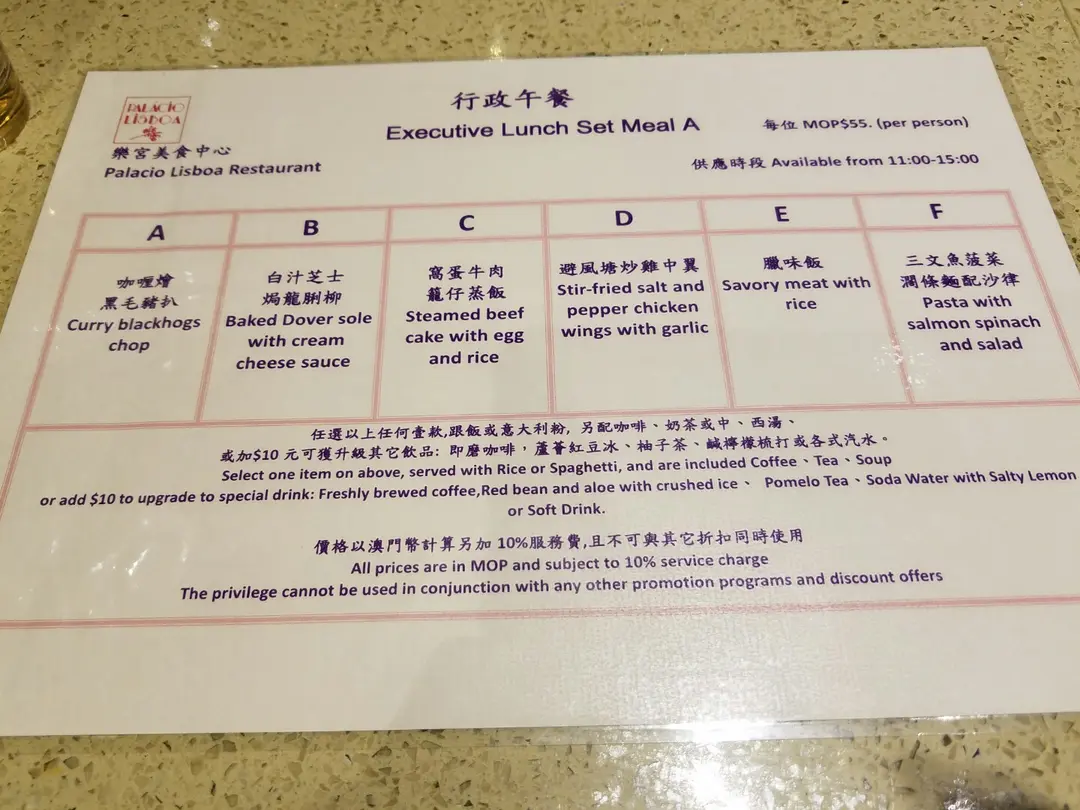 PALÁCIO
LISBOA
樂宮美食中心
Palacio Lisboa Restaurant
行政午餐
Executive Lunch Set Meal A
每位 MOP$55. (per person)
供應時段 Available from 11:00-15:00
A
咖喱燴
黑毛豬扒
Curry blackhogs
chop
B
白汁芝士
焗龍脷柳
Baked Dover sole
with cream
cheese sauce
C
窩蛋牛肉
籠仔蒸飯
Steamed beef
cake with egg
and rice
D
避風塘炒雞中翼
Stir-fried salt and
pepper chicken
wings with garlic
E
臘味飯
Savory meat with
rice
F
三文魚菠菜
濶條麵配沙律
Pasta with
salmon spinach
and salad
任選以上任何壹款,跟飯或意大利粉, 另配咖啡、奶茶或中、西湯、
或加$10 元可獲升級其它飲品: 即磨咖啡，蘆薈紅豆冰、柚子茶、鹹檸檬梳打或各式汽水。
Select one item on above, served with Rice or Spaghetti, and are included Coffee、Tea、Soup
or add $10 to upgrade to special drink: Freshly brewed coffee,Red bean and aloe with crushed ice、 Pomelo Tea、Soda Water with Salty Lemon
or Soft Drink.
價格以澳門幣計算另加 10%服務費,且不可與其它折扣同時使用
All prices are in MOP and subject to 10% service charge
The privilege cannot be used in conjunction with any other promotion programs and discount offers